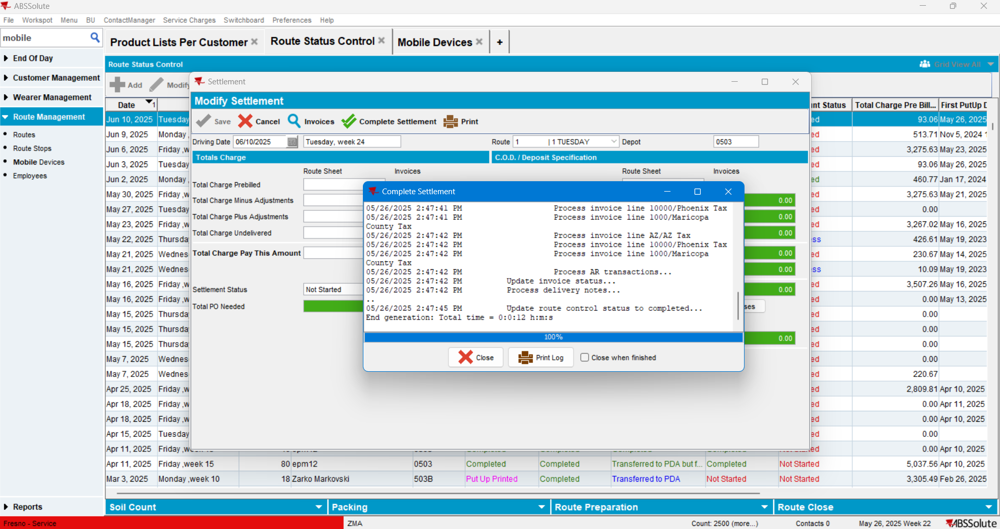 ABSSolute
File Workspot Menu BU ContactManager Service Charges Switchboard Preferences Help
mobile
Product Lists Per Customer
Route Status Control
Mobile Devices
+
End Of Day
Customer Management
Wearer Management
Route Management
Routes
Route Stops
Mobile Devices
Employees
Reports
Route Status Control
Grid View All
Add
Modify
Date 1
nt Status Total Charge Pre Bill... First PutUp D
Jun 10, 2025 Tuesday ed 93.06 May 26, 2025
Jun 9, 2025 Monday , ed 513.71 Nov 5, 2024 1
Jun 6, 2025 Friday ,w ed 3,275.63 May 23, 2025
Jun 3, 2025 Tuesday ed 93.06 May 26, 2025
Jun 2, 2025 Monday , ed 460.77 Jan 17, 2024
May 30, 2025 Friday ,w ed 3,275.63 May 21, 2025
May 27, 2025 Tuesday ed 0.00
May 23, 2025 Friday ,w ed 3,267.02 May 16, 2025
May 22, 2025 Thursda ss 426.61 May 19, 2023
May 21, 2025 Wednes ed 230.67 May 14, 2025
May 21, 2025 Wednes ss 10.09 May 19, 2023
May 16, 2025 Friday ,w ed 3,507.26 May 16, 2025
May 16, 2025 Friday ,w ed 0.00 May 13, 2025
May 15, 2025 Thursda ed 0.00
May 15, 2025 Thursda ed 0.00
May 15, 2025 Thursda ed 0.00
May 7, 2025 Wednes ed 0.00
May 7, 2025 Wednes ed 220.67
Apr 25, 2025 Friday ,w ed 2,809.81 Apr 10, 2025
Apr 18, 2025 Friday ,w ed 0.00 Apr 11, 2025
Apr 18, 2025 Friday ,w ed 0.00 Apr 10, 2025
Apr 15, 2025 Tuesday ed 0.00
Apr 11, 2025 Friday ,w ed 0.00 Apr 10, 2025
Apr 11, 2025 Friday ,week 15 80 epm12 0503 Completed Completed Transferred to PDA but f... Completed Not Started 5,037.56 Apr 10, 2025
Mar 3, 2025 Monday ,week 10 18 Zarko Markovski 503B Put Up Printed Completed Transferred to PDA Not Started Not Started 3,305.49 Feb 26, 2025
Settlement
Modify Settlement
Save Cancel Invoices Complete Settlement Print
Driving Date 06/10/2025 16 Tuesday, week 24 Route 1 | 1 TUESDAY Depot 0503
Totals Charge C.O.D. / Deposit Specification
Route Sheet Invoices Route Sheet Invoices
Total Charge Prebilled
Total Charge Minus Adjustments 0.00
Total Charge Plus Adjustments 0.00
Total Charge Undelivered 0.00
Total Charge Pay This Amount 0.00
0.00
Settlement Status Not Started 0.00
Total PO Needed ses
0.00
Complete Settlement
05/26/2025 2:47:41 PM Process invoice line 10000/Phoenix Tax
05/26/2025 2:47:41 PM Process invoice line 1000/Maricopa
County Tax
05/26/2025 2:47:42 PM Process invoice line AZ/AZ Tax
05/26/2025 2:47:42 PM Process invoice line 10000/Phoenix Tax
05/26/2025 2:47:42 PM Process invoice line 1000/Maricopa
County Tax
05/26/2025 2:47:42 PM Process AR transactions...
05/26/2025 2:47:42 PM Update invoice status...
05/26/2025 2:47:42 PM Process delivery notes...
..
05/26/2025 2:47:45 PM Update route control status to completed...
End generation: Total time = 0:0:12 h:m:s
100%
Close Print Log Close when finished
Soil Count Packing Route Preparation Route Close
Fresno - Service ZMA Count: 2500 (more...) Contacts 0 May 26, 2025 Week 22 ABSSolute